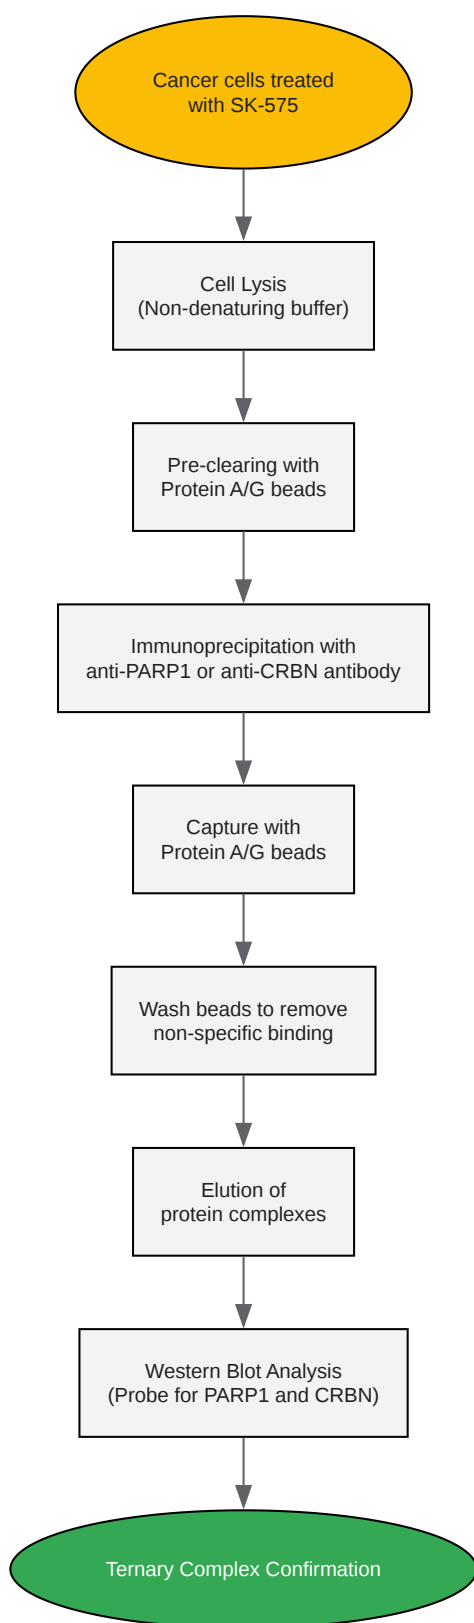 Cancer cells treated
with SK-575
Cell Lysis
(Non-denaturing buffer)
Pre-clearing with
Protein A/G beads
Immunoprecipitation with
anti-PARP1 or anti-CRBN antibody
Capture with
Protein A/G beads
Wash beads to remove
non-specific binding
Elution of
protein complexes
Western Blot Analysis
(Probe for PARP1 and CRBN)
Ternary Complex Confirmation